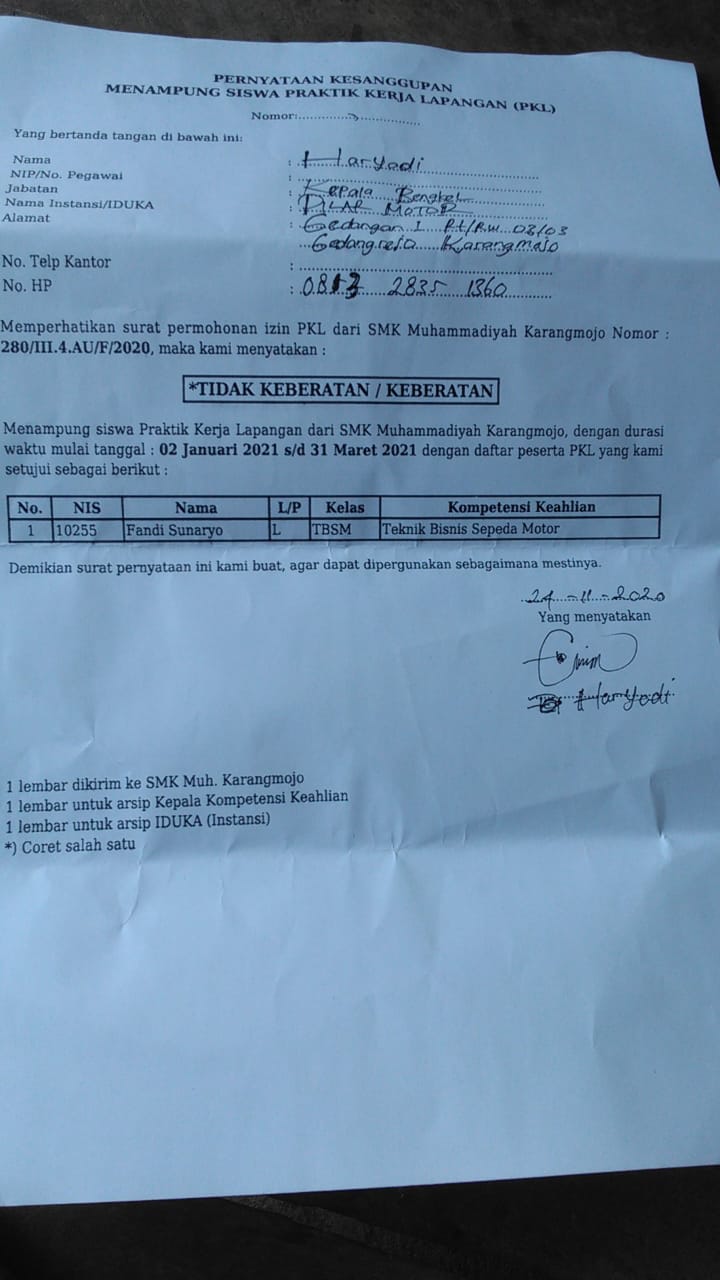 PERNYATAAN KESANGGUPAN
MENAMPUNG SISWA PRAKTIK KERJA LAPANGAN (PKL)
Nomor:
Yang bertanda tangan di bawah ini:
Nama : Haryadi
NIP/No. Pegawai :
Jabatan : Kepala Bengkel
Nama Instansi/IDUKA : PILAR MOTOR
Alamat : Gedangan I Rt/Rw 03/03
Gedangrejo Karangmojo
No. Telp Kantor :
No. HP : 0813 2835 1360
Memperhatikan surat permohonan izin PKL dari SMK Muhammadiyah Karangmojo Nomor :
280/III.4.AU/F/2020, maka kami menyatakan :
*TIDAK KEBERATAN / KEBERATAN
Menampung siswa Praktik Kerja Lapangan dari SMK Muhammadiyah Karangmojo, dengan durasi
waktu mulai tanggal : 02 Januari 2021 s/d 31 Maret 2021 dengan daftar peserta PKL yang kami
setujui sebagai berikut :
No. NIS Nama L/P Kelas Kompetensi Keahlian
1 10255 Fandi Sunaryo L TBSM Teknik Bisnis Sepeda Motor
Demikian surat pernyataan ini kami buat, agar dapat dipergunakan sebagaimana mestinya.
24 - 11 - 2020
Yang menyatakan
Haryadi
1 lembar dikirim ke SMK Muh. Karangmojo
1 lembar untuk arsip Kepala Kompetensi Keahlian
1 lembar untuk arsip IDUKA (Instansi)
*) Coret salah satu